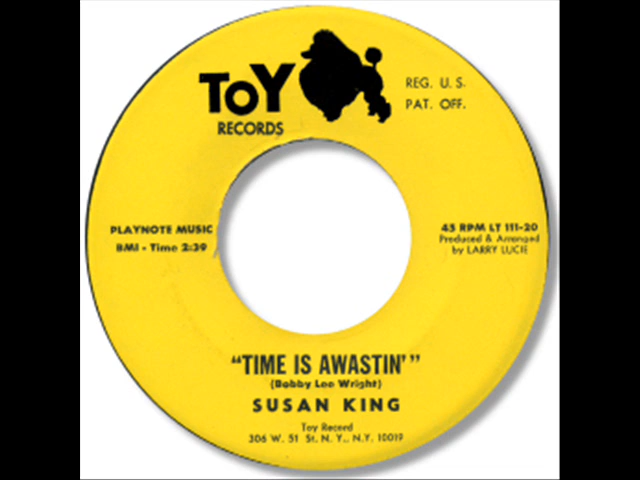 ToY
RECORDS
REG. U. S.
PAT. OFF.
PLAYNOTE MUSIC
BMI - Time 2:39
45 RPM LT 111-20
Produced & Arranged
by LARRY LUCIE
"TIME IS AWASTIN'"
(Bobby Lee Wright)
SUSAN KING
Toy Record
306 W. 51 St. N. Y., N.Y. 10019